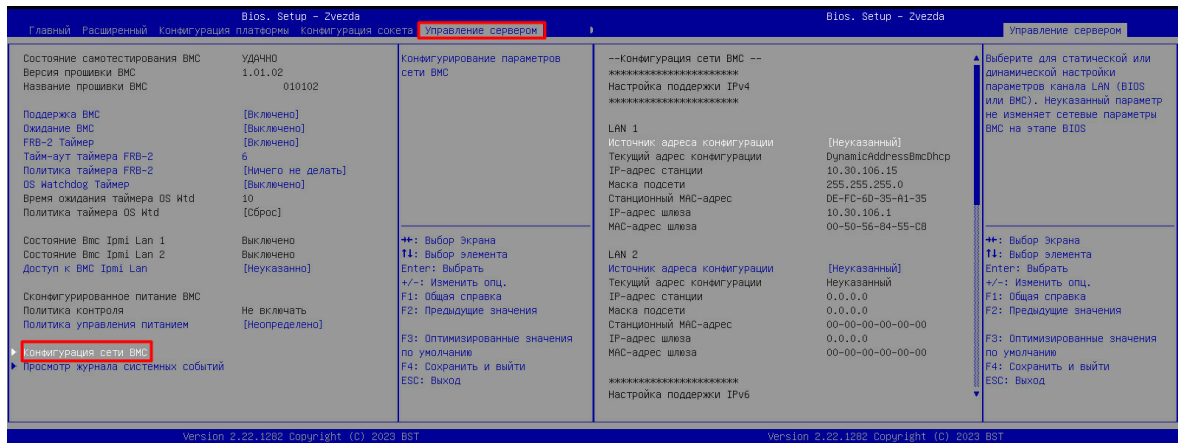 Bios. Setup - Zvezda
Главный Расширенный Конфигурация платформы Конфигурация сокета Управление сервером
Состояние самотестирования BMC УДАЧНО
Версия прошивки BMC 1.01.02
Название прошивки BMC 010102
Поддержка BMC [Включено]
Ожидание BMC [Выключено]
FRB-2 Таймер [Включено]
Тайм-аут таймера FRB-2 6
Политика таймера FRB-2 [Ничего не делать]
OS Watchdog Таймер [Выключено]
Время ожидания таймера OS Wtd 10
Политика таймера OS Wtd [Сброс]
Состояние Bmc Ipmi Lan 1 Выключено
Состояние Bmc Ipmi Lan 2 Выключено
Доступ к BMC Ipmi Lan [Неуказанно]
Сконфигурированное питание BMC
Политика контроля Не включать
Политика управления питанием [Неопределено]
Конфигурация сети BMC
Просмотр журнала системных событий
Конфигурирование параметров
сети BMC
→←: Выбор Экрана
↑↓: Выбор элемента
Enter: Выбрать
+/-: Изменить опц.
F1: Общая справка
F2: Предыдущие значения
F3: Оптимизированные значения
по умолчанию
F4: Сохранить и выйти
ESC: Выход
Version 2.22.1282 Copyright (C) 2023 BST
Bios. Setup - Zvezda
Управление сервером
--Конфигурация сети BMC --
***********************
Настройка поддержки IPv4
***********************
LAN 1
Источник адреса конфигурации [Неуказанный]
Текущий адрес конфигурации DynamicAddressBmcDhcp
IP-адрес станции 10.30.106.15
Маска подсети 255.255.255.0
Станционный MAC-адрес DE-FC-6D-35-A1-35
IP-адрес шлюза 10.30.106.1
MAC-адрес шлюза 00-50-56-84-55-C8
LAN 2
Источник адреса конфигурации [Неуказанный]
Текущий адрес конфигурации Неуказанный
IP-адрес станции 0.0.0.0
Маска подсети 0.0.0.0
Станционный MAC-адрес 00-00-00-00-00-00
IP-адрес шлюза 0.0.0.0
MAC-адрес шлюза 00-00-00-00-00-00
***********************
Настройка поддержки IPv6
Выберите для статической или
динамической настройки
параметров канала LAN (BIOS
или BMC). Неуказанный параметр
не изменяет сетевые параметры
BMC на этапе BIOS
→←: Выбор Экрана
↑↓: Выбор элемента
Enter: Выбрать
+/-: Изменить опц.
F1: Общая справка
F2: Предыдущие значения
F3: Оптимизированные значения
по умолчанию
F4: Сохранить и выйти
ESC: Выход
Version 2.22.1282 Copyright (C) 2023 BST